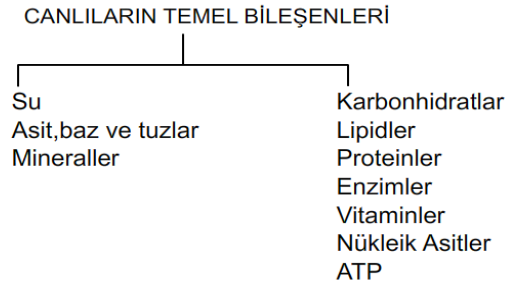 CANLILARIN TEMEL BİLEŞENLERİ
Su
Asit,baz ve tuzlar
Mineraller
Karbonhidratlar
Lipidler
Proteinler
Enzimler
Vitaminler
Nükleik Asitler
ATP